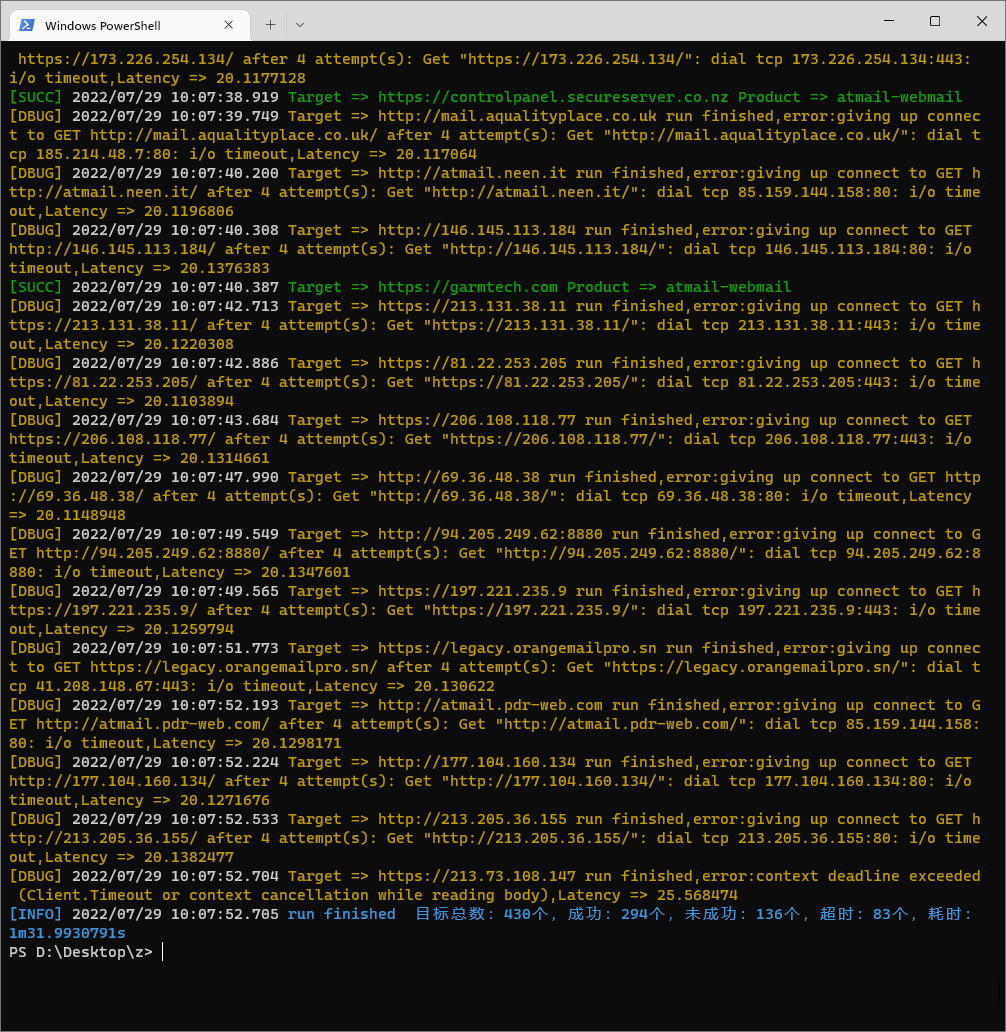 Windows PowerShell
https://173.226.254.134/ after 4 attempt(s): Get "https://173.226.254.134/": dial tcp 173.226.254.134:443:
i/o timeout,Latency => 20.1177128
[SUCC] 2022/07/29 10:07:38.919 Target => https://controlpanel.secureserver.co.nz Product => atmail-webmail
[DBUG] 2022/07/29 10:07:39.749 Target => http://mail.aqualityplace.co.uk run finished,error:giving up connec
t to GET http://mail.aqualityplace.co.uk/ after 4 attempt(s): Get "http://mail.aqualityplace.co.uk/": dial t
cp 185.214.48.7:80: i/o timeout,Latency => 20.117064
[DBUG] 2022/07/29 10:07:40.200 Target => http://atmail.neen.it run finished,error:giving up connect to GET h
ttp://atmail.neen.it/ after 4 attempt(s): Get "http://atmail.neen.it/": dial tcp 85.159.144.158:80: i/o time
out,Latency => 20.1196806
[DBUG] 2022/07/29 10:07:40.308 Target => http://146.145.113.184 run finished,error:giving up connect to GET
http://146.145.113.184/ after 4 attempt(s): Get "http://146.145.113.184/": dial tcp 146.145.113.184:80: i/o
timeout,Latency => 20.1376383
[SUCC] 2022/07/29 10:07:40.387 Target => https://garmtech.com Product => atmail-webmail
[DBUG] 2022/07/29 10:07:42.713 Target => https://213.131.38.11 run finished,error:giving up connect to GET h
ttps://213.131.38.11/ after 4 attempt(s): Get "https://213.131.38.11/": dial tcp 213.131.38.11:443: i/o time
out,Latency => 20.1220308
[DBUG] 2022/07/29 10:07:42.886 Target => https://81.22.253.205 run finished,error:giving up connect to GET h
ttps://81.22.253.205/ after 4 attempt(s): Get "https://81.22.253.205/": dial tcp 81.22.253.205:443: i/o time
out,Latency => 20.1103894
[DBUG] 2022/07/29 10:07:43.684 Target => https://206.108.118.77 run finished,error:giving up connect to GET
https://206.108.118.77/ after 4 attempt(s): Get "https://206.108.118.77/": dial tcp 206.108.118.77:443: i/o
timeout,Latency => 20.1314661
[DBUG] 2022/07/29 10:07:47.990 Target => http://69.36.48.38 run finished,error:giving up connect to GET http
://69.36.48.38/ after 4 attempt(s): Get "http://69.36.48.38/": dial tcp 69.36.48.38:80: i/o timeout,Latency
=> 20.1148948
[DBUG] 2022/07/29 10:07:49.549 Target => http://94.205.249.62:8880 run finished,error:giving up connect to G
ET http://94.205.249.62:8880/ after 4 attempt(s): Get "http://94.205.249.62:8880/": dial tcp 94.205.249.62:8
880: i/o timeout,Latency => 20.1347601
[DBUG] 2022/07/29 10:07:49.565 Target => https://197.221.235.9 run finished,error:giving up connect to GET h
ttps://197.221.235.9/ after 4 attempt(s): Get "https://197.221.235.9/": dial tcp 197.221.235.9:443: i/o time
out,Latency => 20.1259794
[DBUG] 2022/07/29 10:07:51.773 Target => https://legacy.orangemailpro.sn run finished,error:giving up connec
t to GET https://legacy.orangemailpro.sn/ after 4 attempt(s): Get "https://legacy.orangemailpro.sn/": dial t
cp 41.208.148.67:443: i/o timeout,Latency => 20.130622
[DBUG] 2022/07/29 10:07:52.193 Target => http://atmail.pdr-web.com run finished,error:giving up connect to G
ET http://atmail.pdr-web.com/ after 4 attempt(s): Get "http://atmail.pdr-web.com/": dial tcp 85.159.144.158:
80: i/o timeout,Latency => 20.1298171
[DBUG] 2022/07/29 10:07:52.224 Target => http://177.104.160.134 run finished,error:giving up connect to GET
http://177.104.160.134/ after 4 attempt(s): Get "http://177.104.160.134/": dial tcp 177.104.160.134:80: i/o
timeout,Latency => 20.1271676
[DBUG] 2022/07/29 10:07:52.533 Target => http://213.205.36.155 run finished,error:giving up connect to GET h
ttp://213.205.36.155/ after 4 attempt(s): Get "http://213.205.36.155/": dial tcp 213.205.36.155:80: i/o time
out,Latency => 20.1382477
[DBUG] 2022/07/29 10:07:52.704 Target => https://213.73.108.147 run finished,error:context deadline exceeded
(Client.Timeout or context cancellation while reading body),Latency => 25.568474
[INFO] 2022/07/29 10:07:52.705 run finished 目标总数: 430个, 成功: 294个, 未成功: 136个, 超时: 83个, 耗时:
1m31.9930791s
PS D:\Desktop\z>